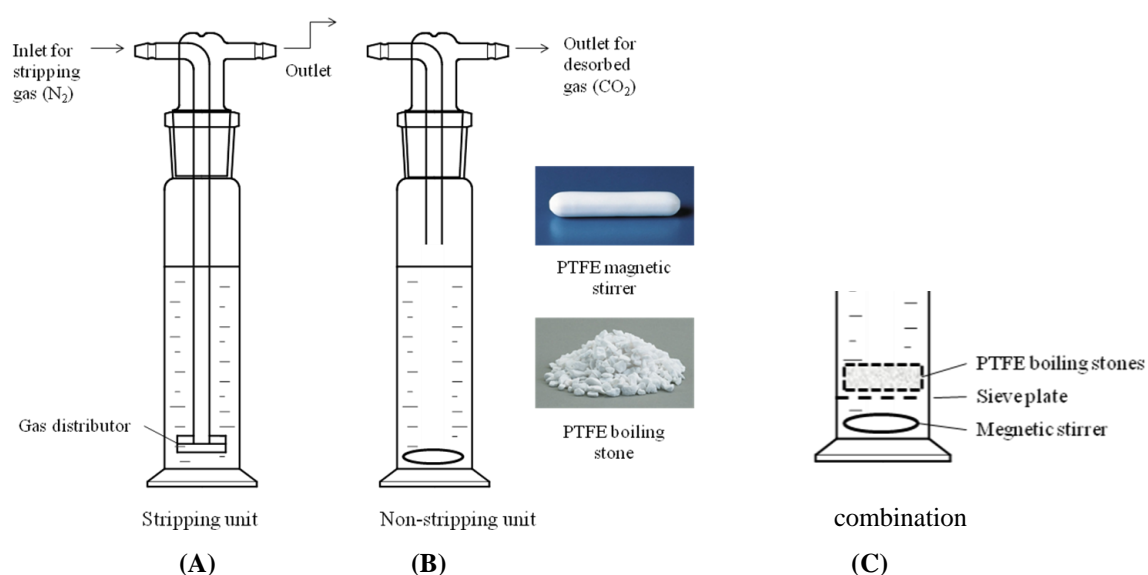 Inlet for
stripping
gas (N₂)
Outlet
Outlet for
desorbed
gas (CO₂)
PTFE magnetic
stirrer
PTFE boiling
stone
Gas distributor
Stripping unit
Non-stripping unit
PTFE boiling stones
Sieve plate
Megnetic stirrer
combination
(A)
(B)
(C)